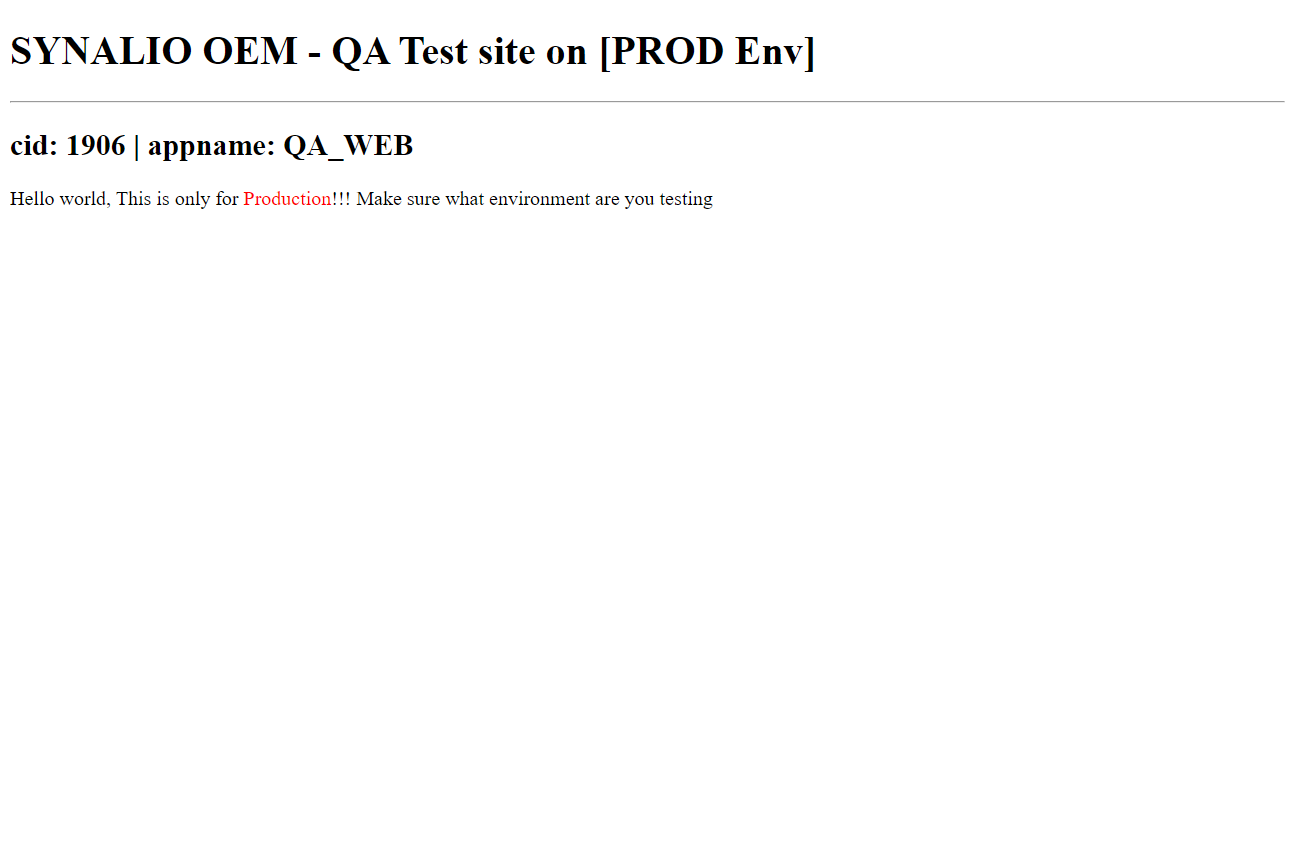 SYNALIO OEM - QA Test site on [PROD Env]
cid: 1906 | appname: QA_WEB
Hello world, This is only for Production!!! Make sure what environment are you testing